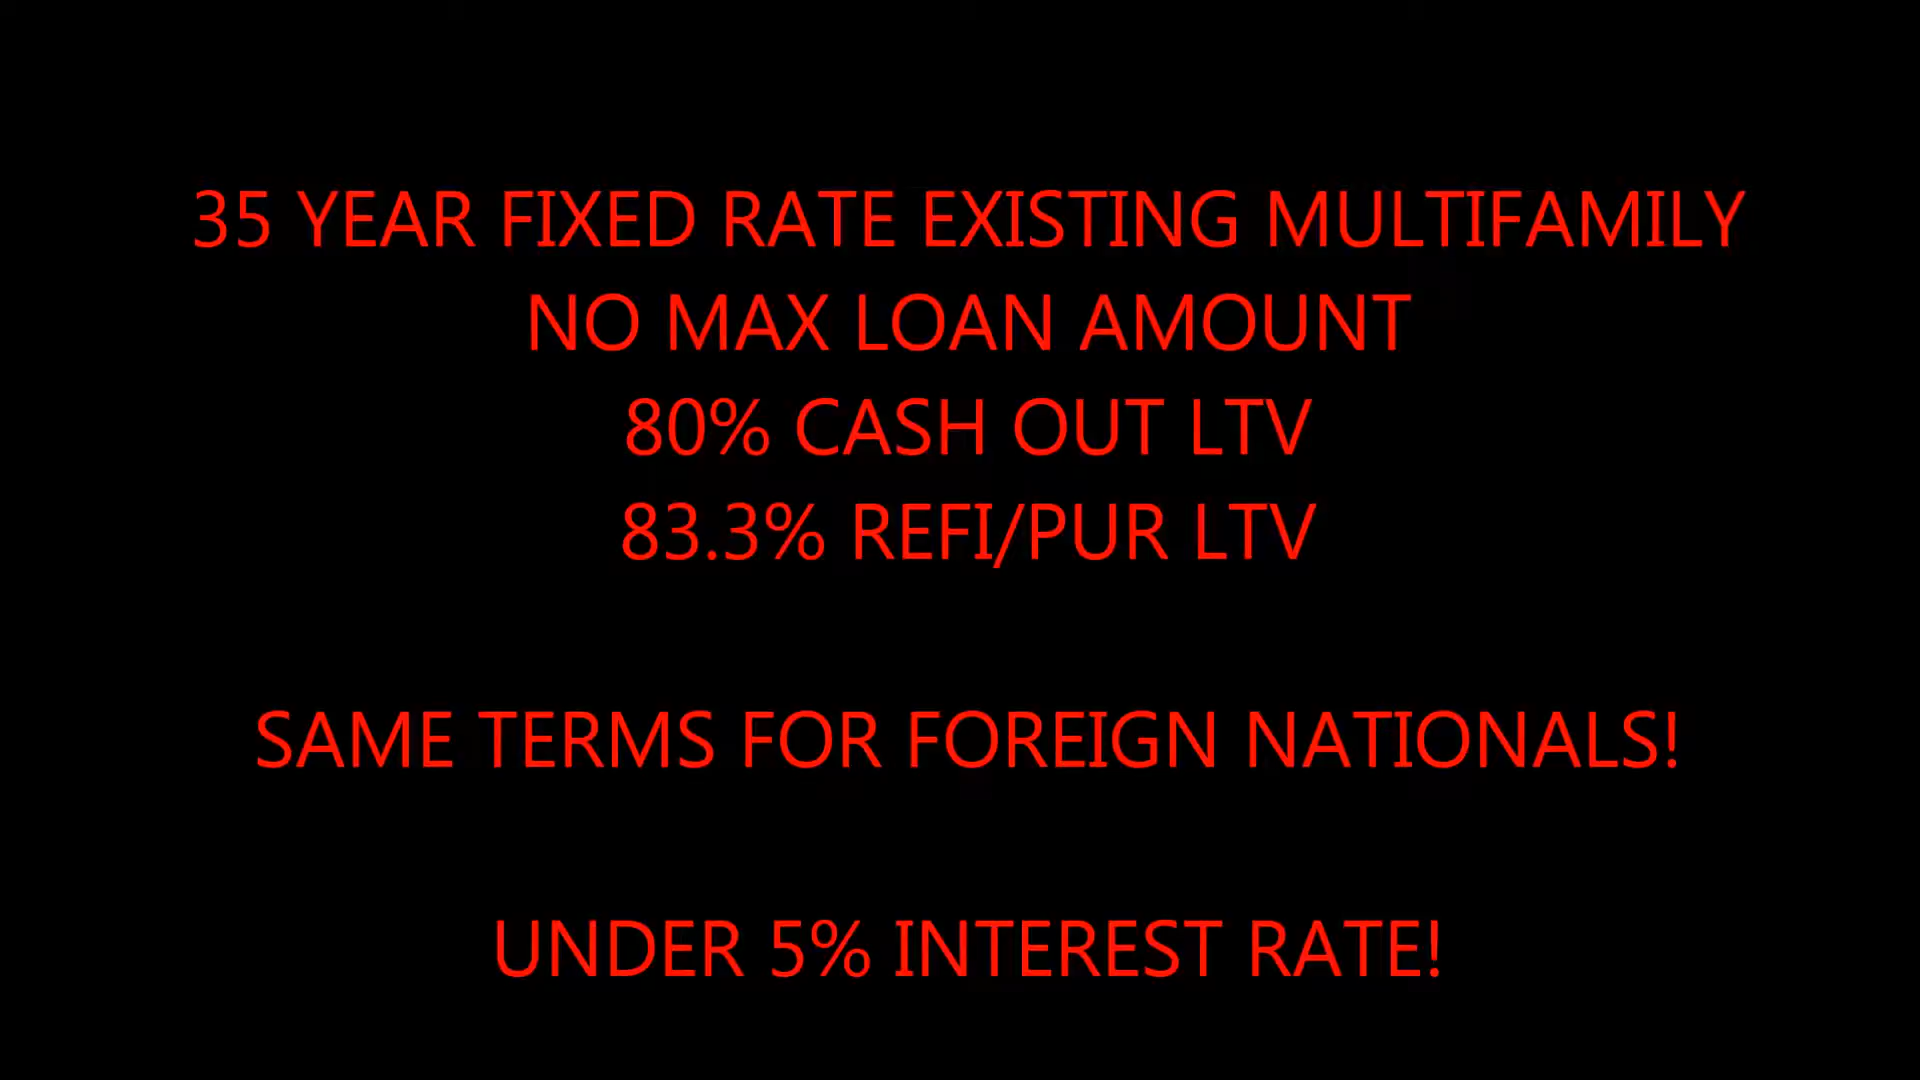 35 YEAR FIXED RATE EXISTING MULTIFAMILY
NO MAX LOAN AMOUNT
80% CASH OUT LTV
83.3% REFI/PUR LTV
SAME TERMS FOR FOREIGN NATIONALS!
UNDER 5% INTEREST RATE!